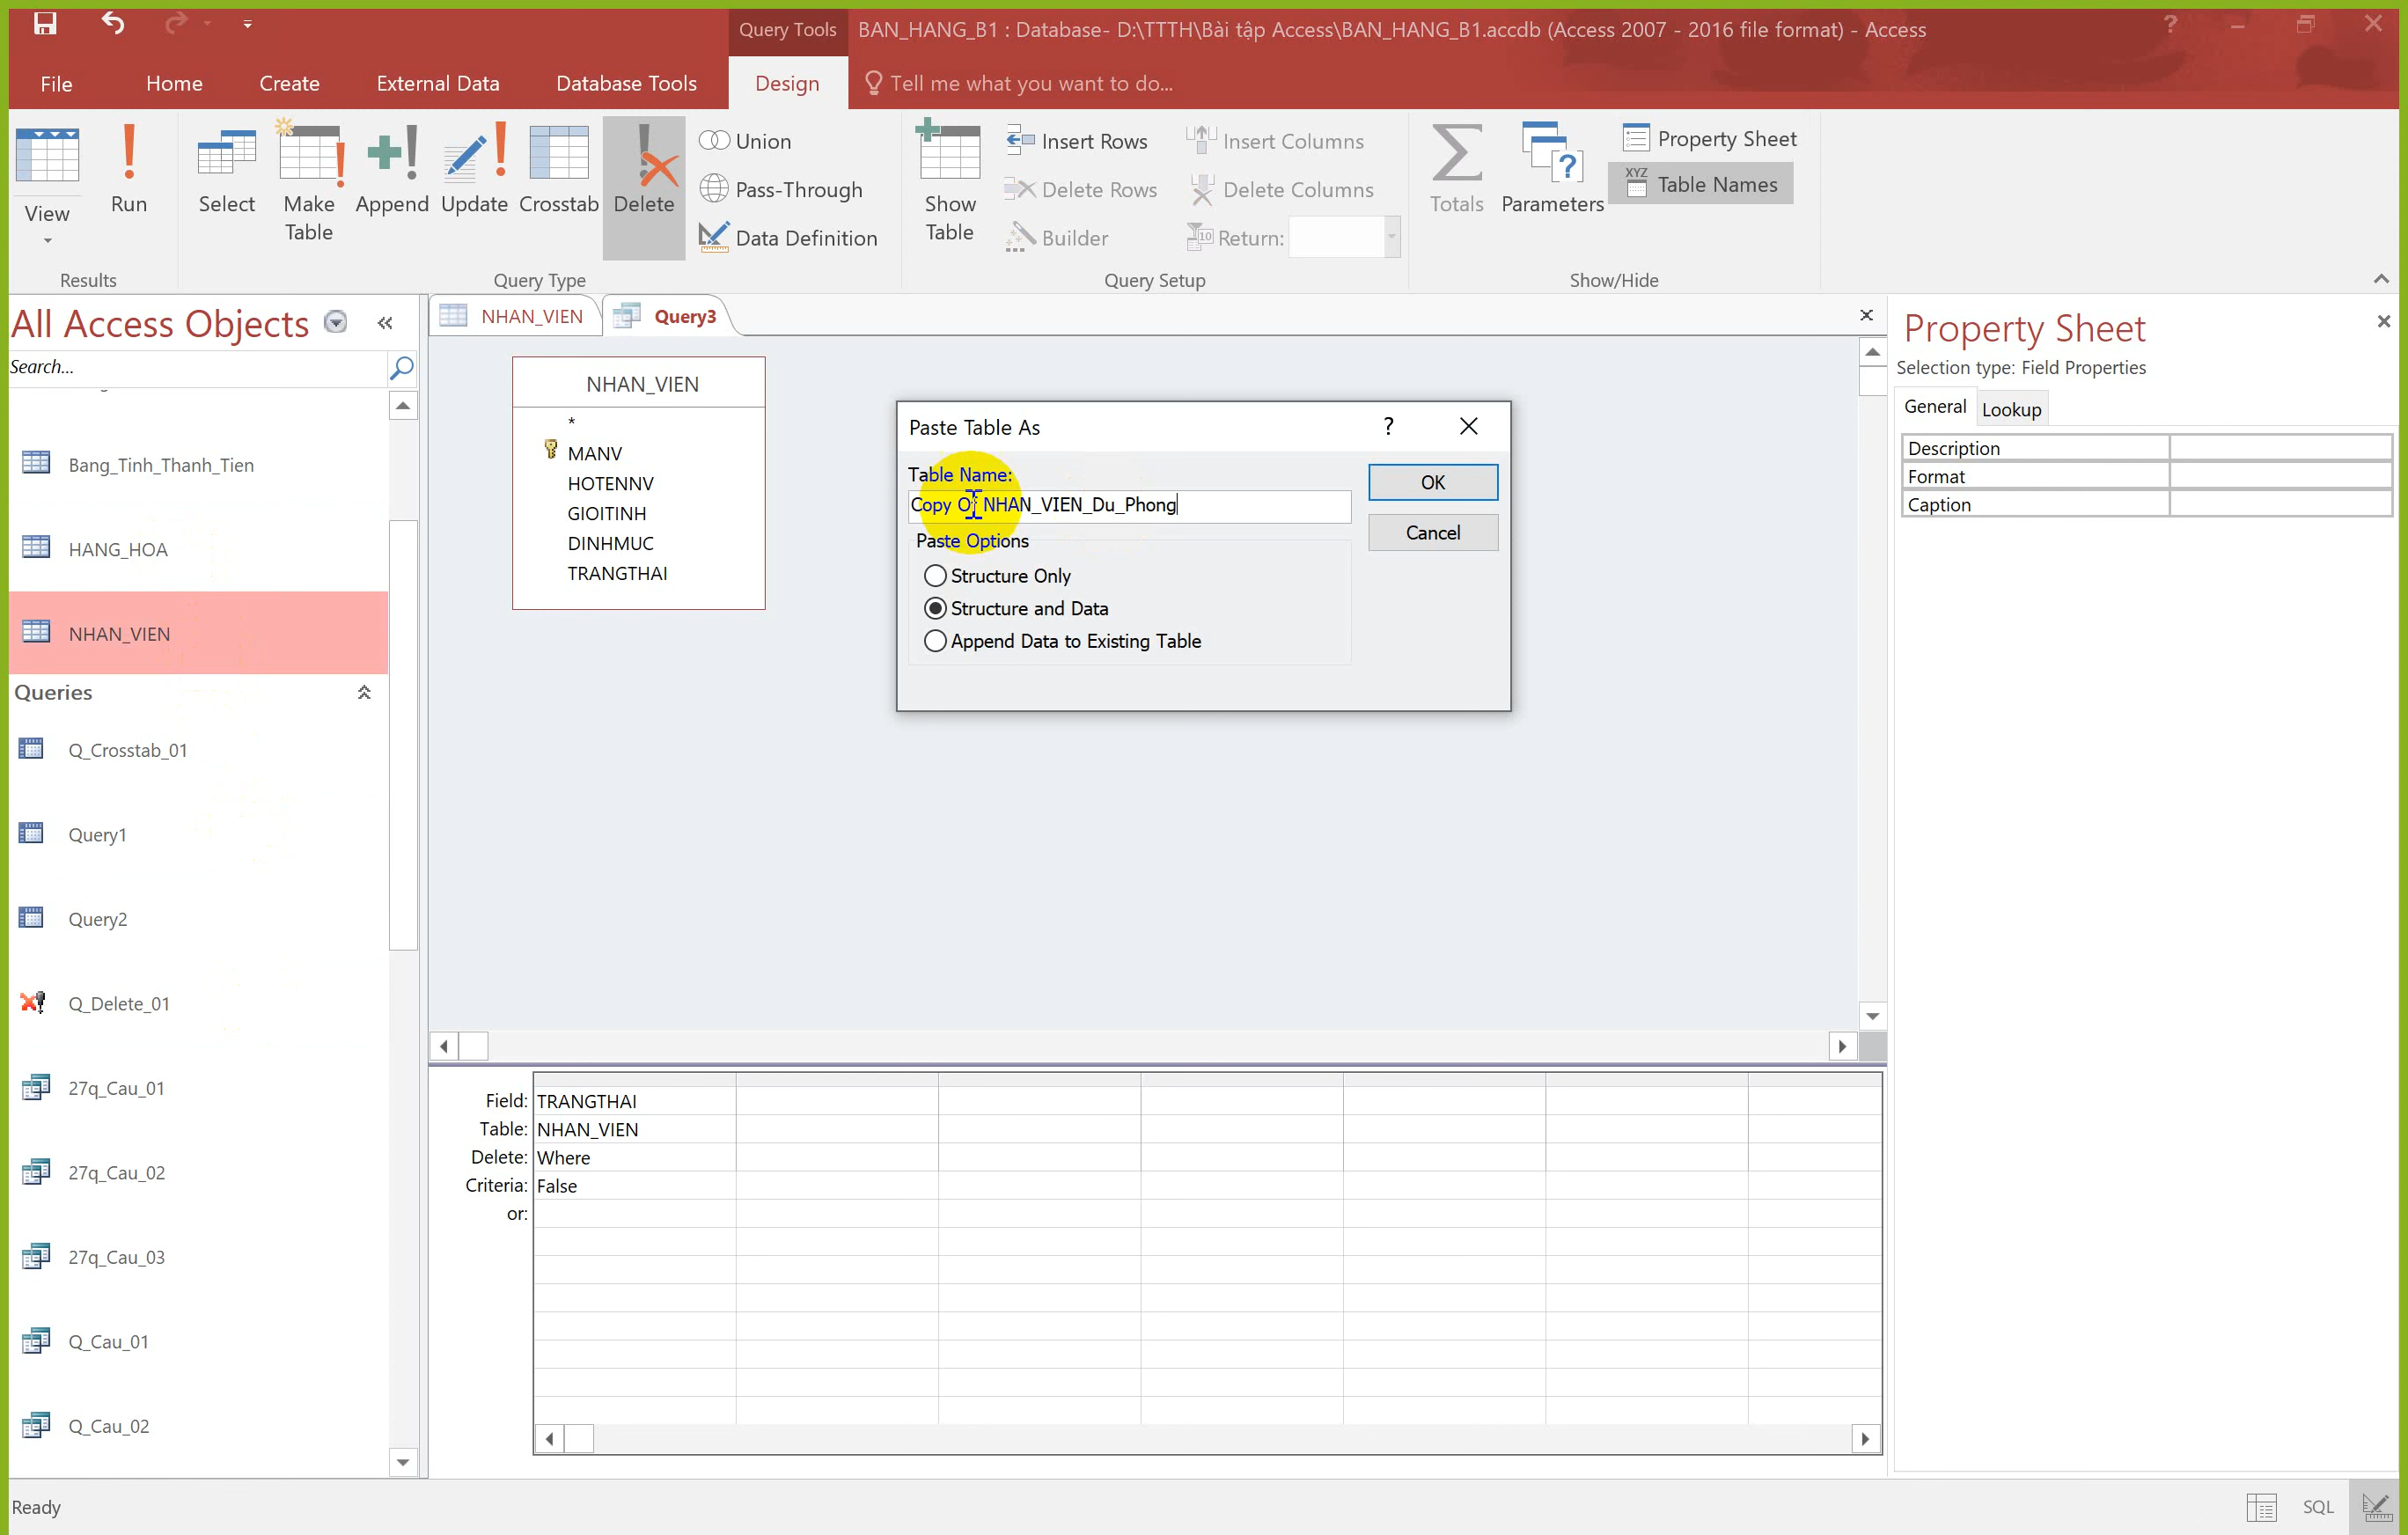 Query Tools
BAN_HANG_B1 : Database- D:\TTTH\Bài tập Access\BAN_HANG_B1.accdb (Access 2007 - 2016 file format) - Access
?
File
Home
Create
External Data
Database Tools
Design
Tell me what you want to do...
View
Run
Select
Make
Table
Append
Update
Crosstab
Delete
Union
Pass-Through
Data Definition
Show
Table
Insert Rows
Delete Rows
Builder
Insert Columns
Delete Columns
Return:
Totals
Parameters
Property Sheet
XYZ
Table Names
Results
Query Type
Query Setup
Show/Hide
All Access Objects
Search...
Bang_Tinh_Thanh_Tien
HANG_HOA
NHAN_VIEN
Queries
Q_Crosstab_01
Query1
Query2
Q_Delete_01
27q_Cau_01
27q_Cau_02
27q_Cau_03
Q_Cau_01
Q_Cau_02
NHAN_VIEN
Query3
NHAN_VIEN
*
MANV
HOTENNV
GIOITINH
DINHMUC
TRANGTHAI
Paste Table As
?
Table Name:
Copy Of NHAN_VIEN_Du_Phong
OK
Cancel
Paste Options
Structure Only
Structure and Data
Append Data to Existing Table
Field: TRANGTHAI
Table: NHAN_VIEN
Delete: Where
Criteria: False
or:
Property Sheet
Selection type: Field Properties
General
Lookup
Description
Format
Caption
Ready
SQL